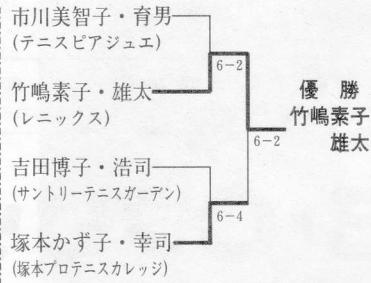 市川美智子・育男
(テニスピアジュエ)
6−2
竹嶋素子・雄太
(レニックス)
優勝
竹嶋素子
雄太
6−2
吉田博子・浩司
(サントリーテニスガーデン)
6−4
塚本かず子・幸司
(塚本プロテニスカレッジ)